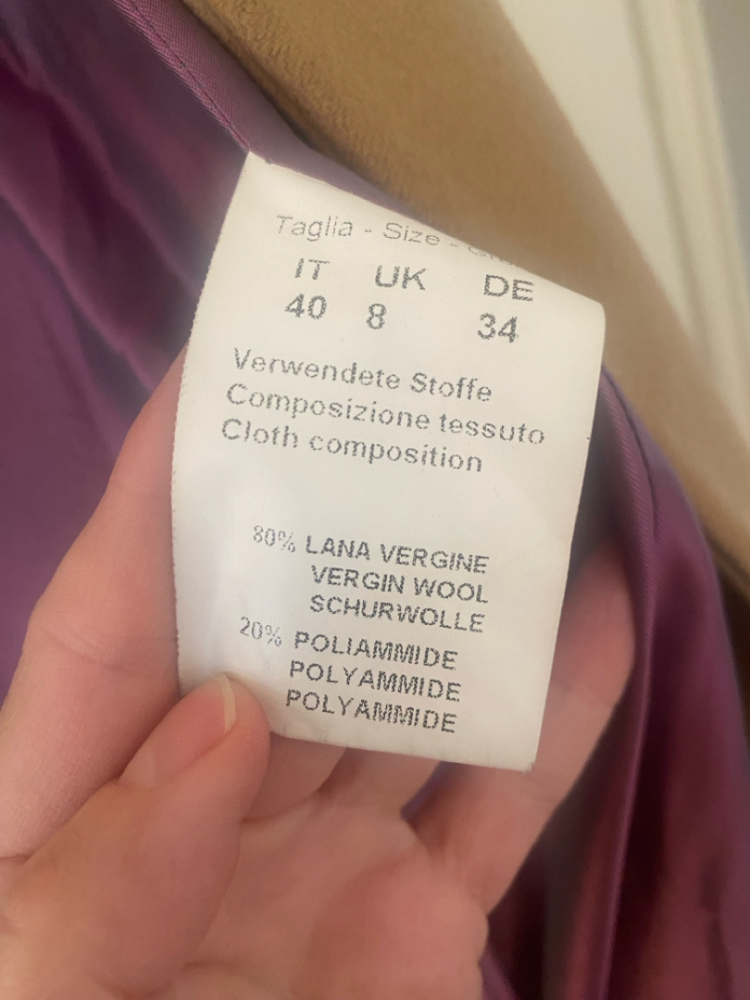 Taglia - Size -
IT UK DE
40 8 34
Verwendete Stoffe
Composizione tessuto
Cloth composition
80% LANA VERGINE
VERGIN WOOL
SCHURWOLLE
20% POLIAMMIDE
POLYAMMIDE
POLYAMMIDE